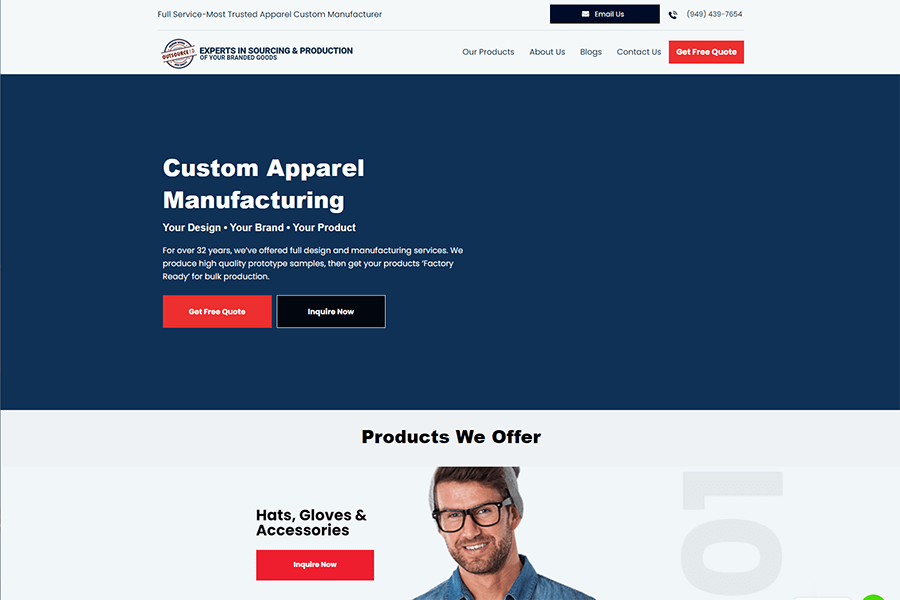 Full Service-Most Trusted Apparel Custom Manufacturer
Email Us
(949) 439-7654
OUTSOURCE
EXPERTS IN SOURCING & PRODUCTION
OF YOUR BRANDED GOODS
Our Products
About Us
Blogs
Contact Us
Get Free Quote
Custom Apparel
Manufacturing
Your Design • Your Brand • Your Product
For over 32 years, we've offered full design and manufacturing services. We
produce high quality prototype samples, then get your products ‘Factory
Ready’ for bulk production.
Get Free Quote
Inquire Now
Products We Offer
Hats, Gloves &
Accessories
Inquire Now
01